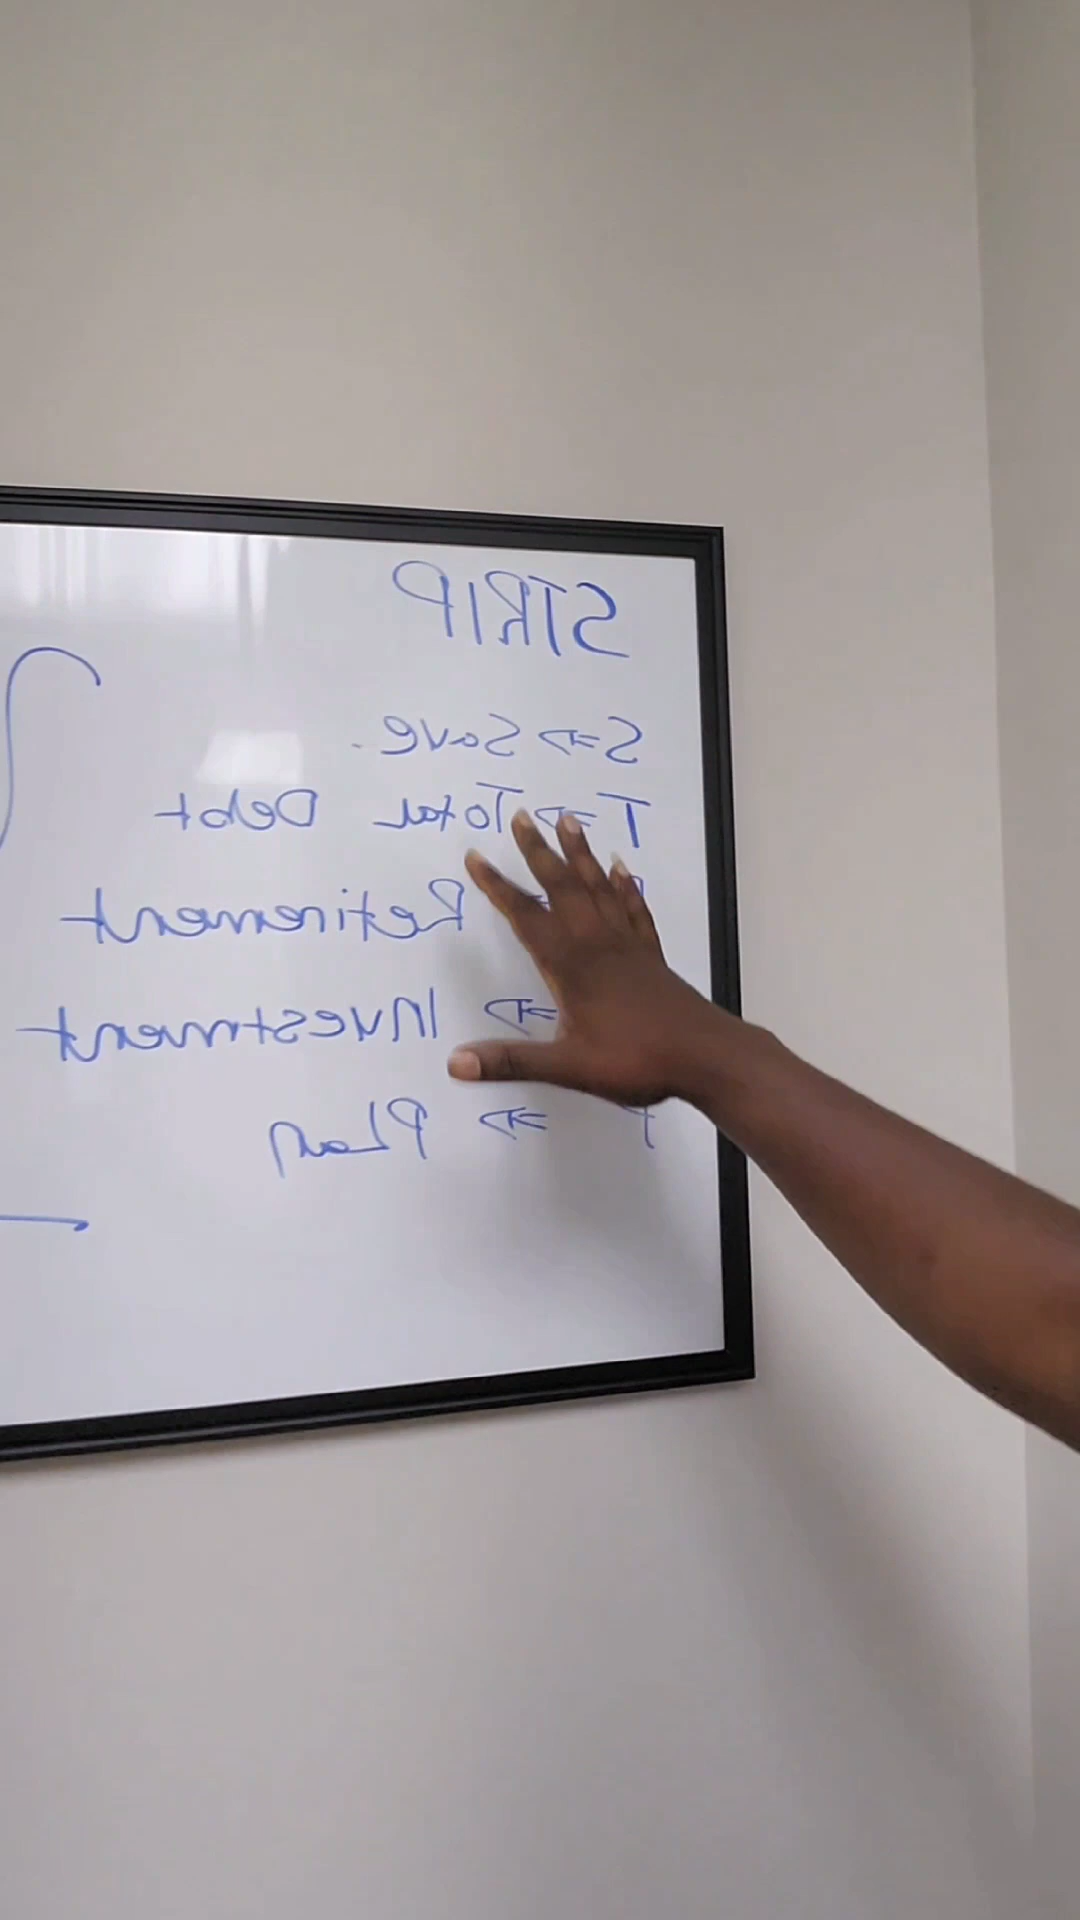 STRIP
S => Save.
T => Total Debt
R => Retirement
=> Investment
P => Plan